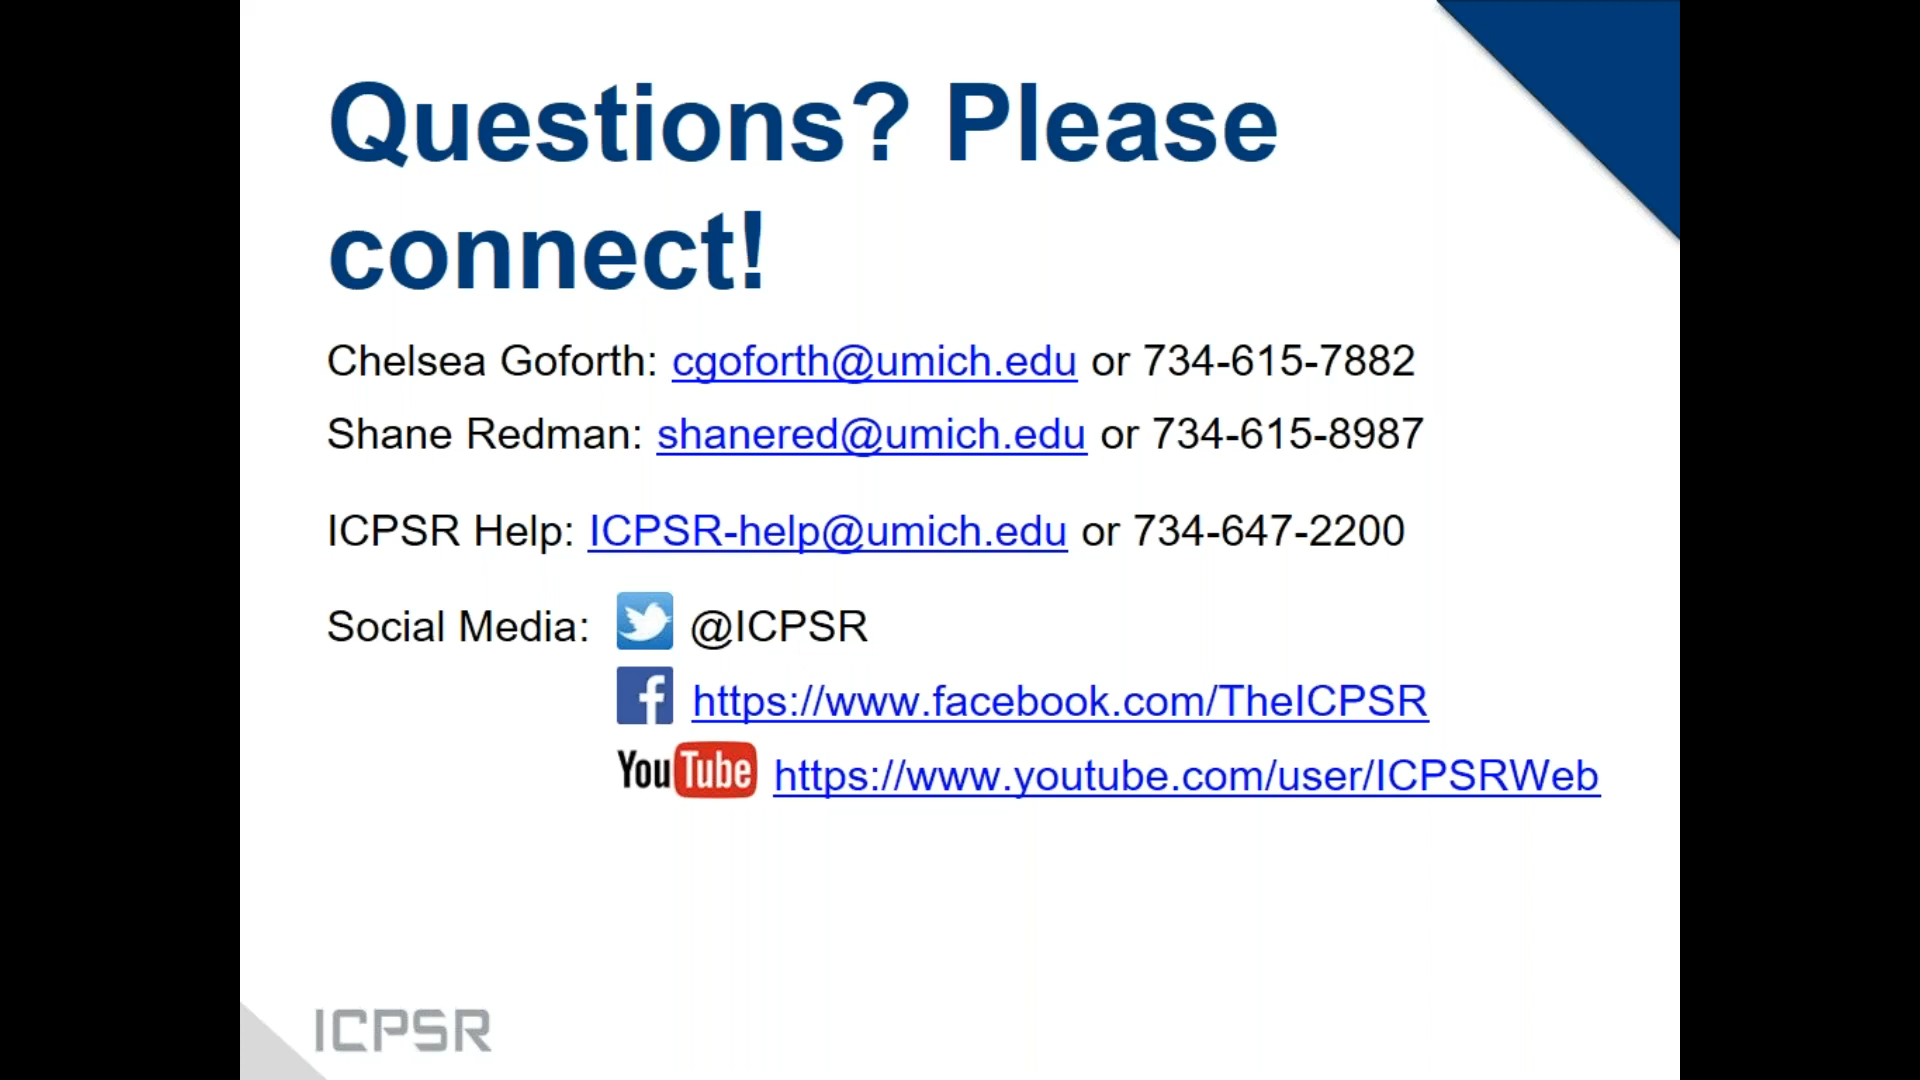 Questions? Please
connect!
Chelsea Goforth: cgoforth@umich.edu or 734-615-7882
Shane Redman: shanered@umich.edu or 734-615-8987
ICPSR Help: ICPSR-help@umich.edu or 734-647-2200
Social Media: @ICPSR
https://www.facebook.com/TheICPSR
YouTube https://www.youtube.com/user/ICPSRWeb
ICPSR